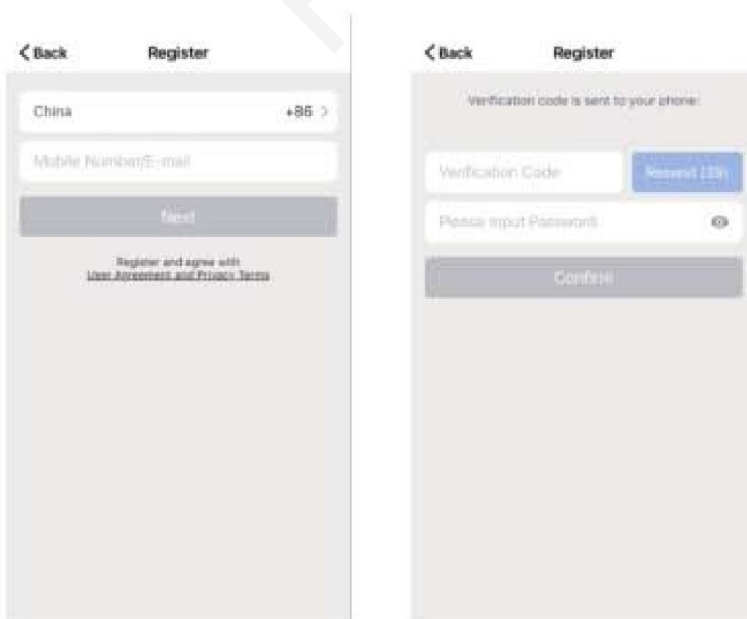 Back
Register
China
+86
Mobile Number/E-mail
Next
Register and agree with
User Agreement and Privacy Terms
Back
Register
Verification code is sent to your phone:
Verification Code
Resend
Please Input Password
Confirm